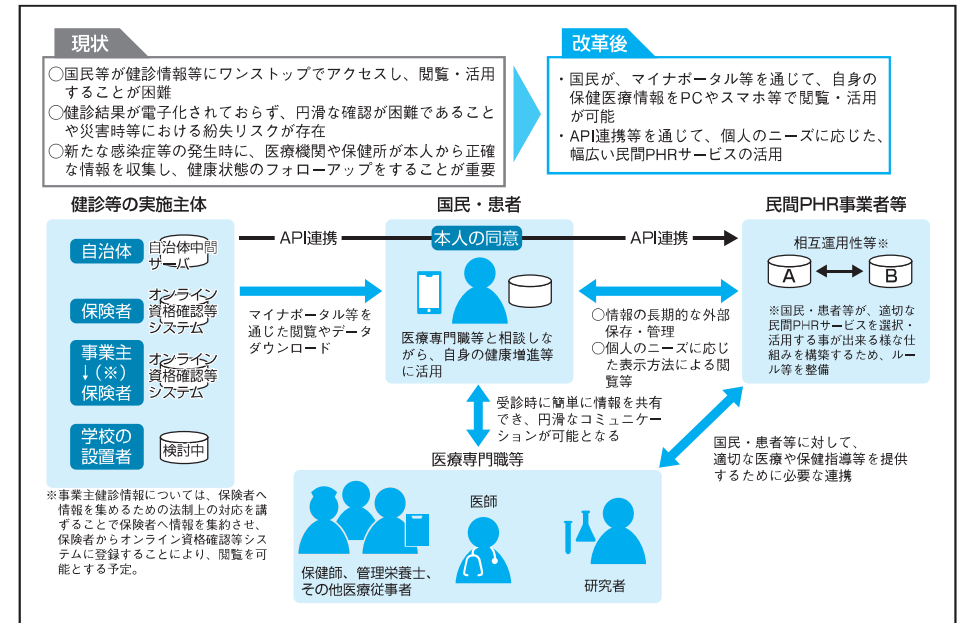 現状
○国民等が健診情報等にワンストップでアクセスし、閲覧・活用
することが困難
○健診結果が電子化されておらず、円滑な確認が困難であること
や災害時等における紛失リスクが存在
○新たな感染症等の発生時に、医療機関や保健所が本人から正確
な情報を収集し、健康状態のフォローアップをすることが重要
改革後
・国民が、マイナポータル等を通じて、自身の
保健医療情報をPCやスマホ等で閲覧・活用
が可能
・API連携等を通じて、個人のニーズに応じた、
幅広い民間PHRサービスの活用
健診等の実施主体
自治体
自治体中間
サーバー
保険者
オンライン
資格確認等
システム
事業主
↓(※)
保険者
オンライン
資格確認等
システム
学校の
設置者
検討中
※事業主健診情報については、保険者へ
情報を集めるための法制上の対応を講
ずることで保険者へ情報を集約させ、
保険者からオンライン資格確認等シス
テムに登録することにより、閲覧を可
能とする予定。
API連携
マイナポータル等を
通じた閲覧やデータ
ダウンロード
国民・患者
本人の同意
医療専門職等と相談しな
がら、自身の健康増進等
に活用
API連携
○情報の長期的な外部
保存・管理
○個人のニーズに応じ
た表示方法による閲
覧等
民間PHR事業者等
相互運用性等※
A
B
※国民・患者等が、適切な
民間PHRサービスを選択・
活用する事が出来る様な仕
組みを構築するため、ルー
ル等を整備
受診時に簡単に情報を共有
でき、円滑なコミュニケー
ションが可能となる
国民・患者等に対して、
適切な医療や保健指導等を提供
するために必要な連携
医療専門職等
保健師、管理栄養士、
その他医療従事者
医師
研究者